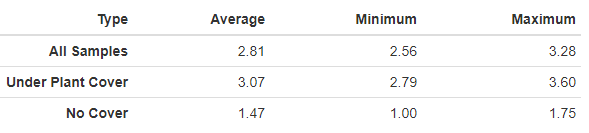 Type Average Minimum Maximum
All Samples 2.81 2.56 3.28
Under Plant Cover 3.07 2.79 3.60
No Cover 1.47 1.00 1.75